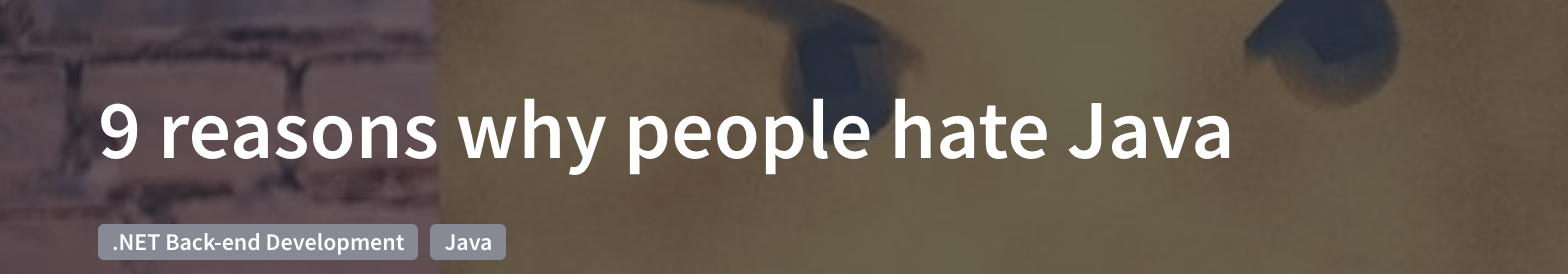 9 reasons why people hate Java
.NET Back-end Development Java